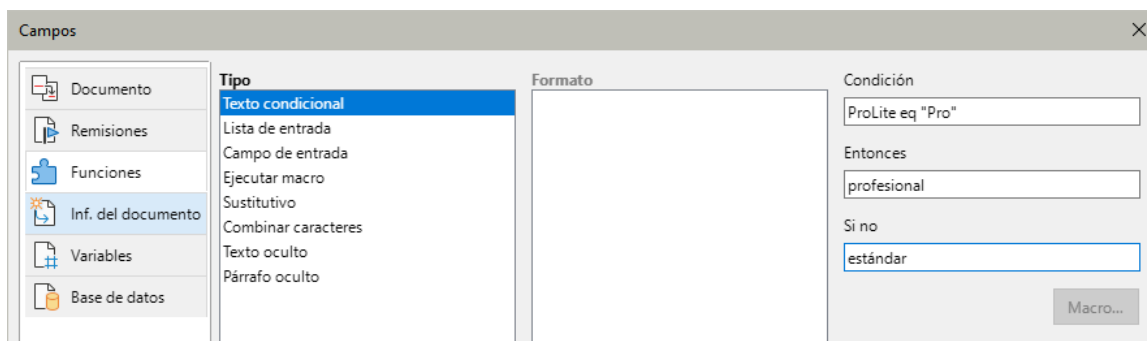 Campos
Documento
Remisiones
Funciones
Inf. del documento
Variables
Base de datos
Tipo
Texto condicional
Lista de entrada
Campo de entrada
Ejecutar macro
Sustitutivo
Combinar caracteres
Texto oculto
Párrafo oculto
Formato
Condición
ProLite eq "Pro"
Entonces
profesional
Si no
estándar
Macro...